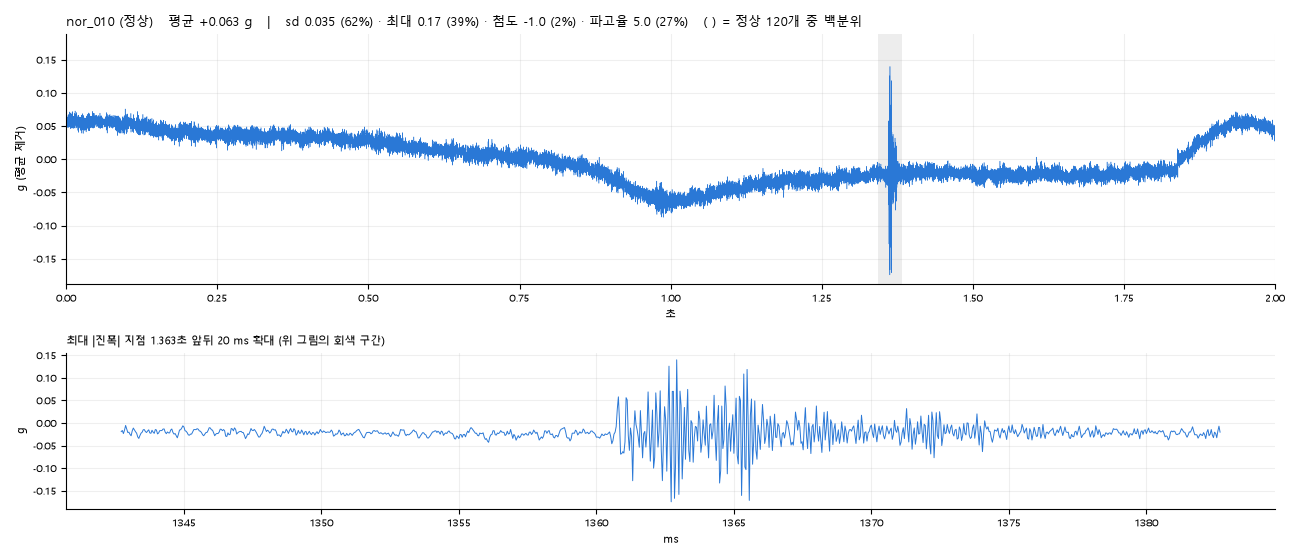 nor_010 (정상)    평균 +0.063 g    |    sd 0.035 (62%) · 최대 0.17 (39%) · 첨도 -1.0 (2%) · 파고율 5.0 (27%)    ( ) = 정상 120개 중 백분위
g (평균 제거)
0.15
0.10
0.05
0.00
-0.05
-0.10
-0.15
0.00 0.25 0.50 0.75 1.00 1.25 1.50 1.75 2.00
초
최대 |진폭| 지점 1.363초 앞뒤 20 ms 확대 (위 그림의 회색 구간)
g
0.15
0.10
0.05
0.00
-0.05
-0.10
-0.15
1345 1350 1355 1360 1365 1370 1375 1380
ms